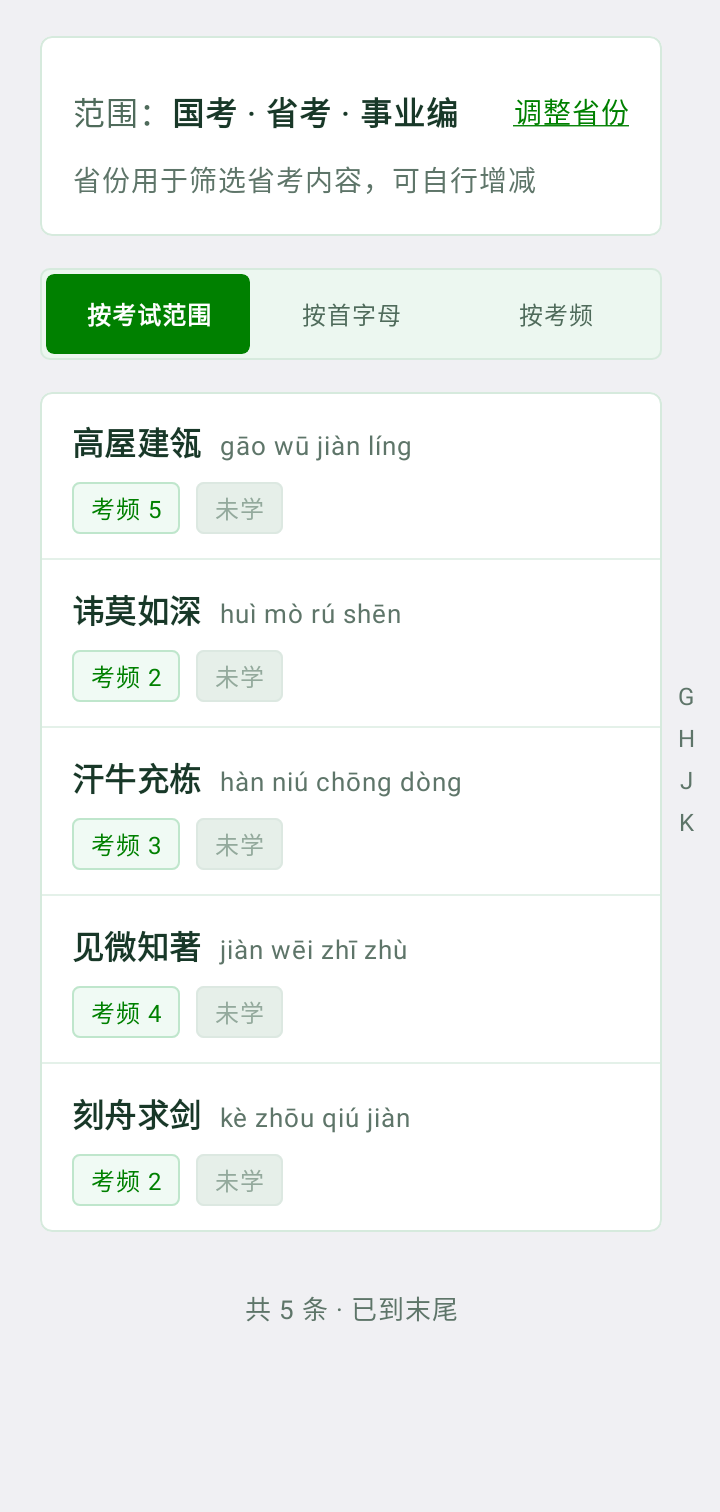 范围：国考 · 省考 · 事业编 调整省份
省份用于筛选省考内容，可自行增减
按考试范围 按首字母 按考频
高屋建瓴 gāo wū jiàn líng
考频 5 未学
讳莫如深 huì mò rú shēn
考频 2 未学
汗牛充栋 hàn niú chōng dòng
考频 3 未学
见微知著 jiàn wēi zhī zhù
考频 4 未学
刻舟求剑 kè zhōu qiú jiàn
考频 2 未学
G
H
J
K
共 5 条 · 已到末尾